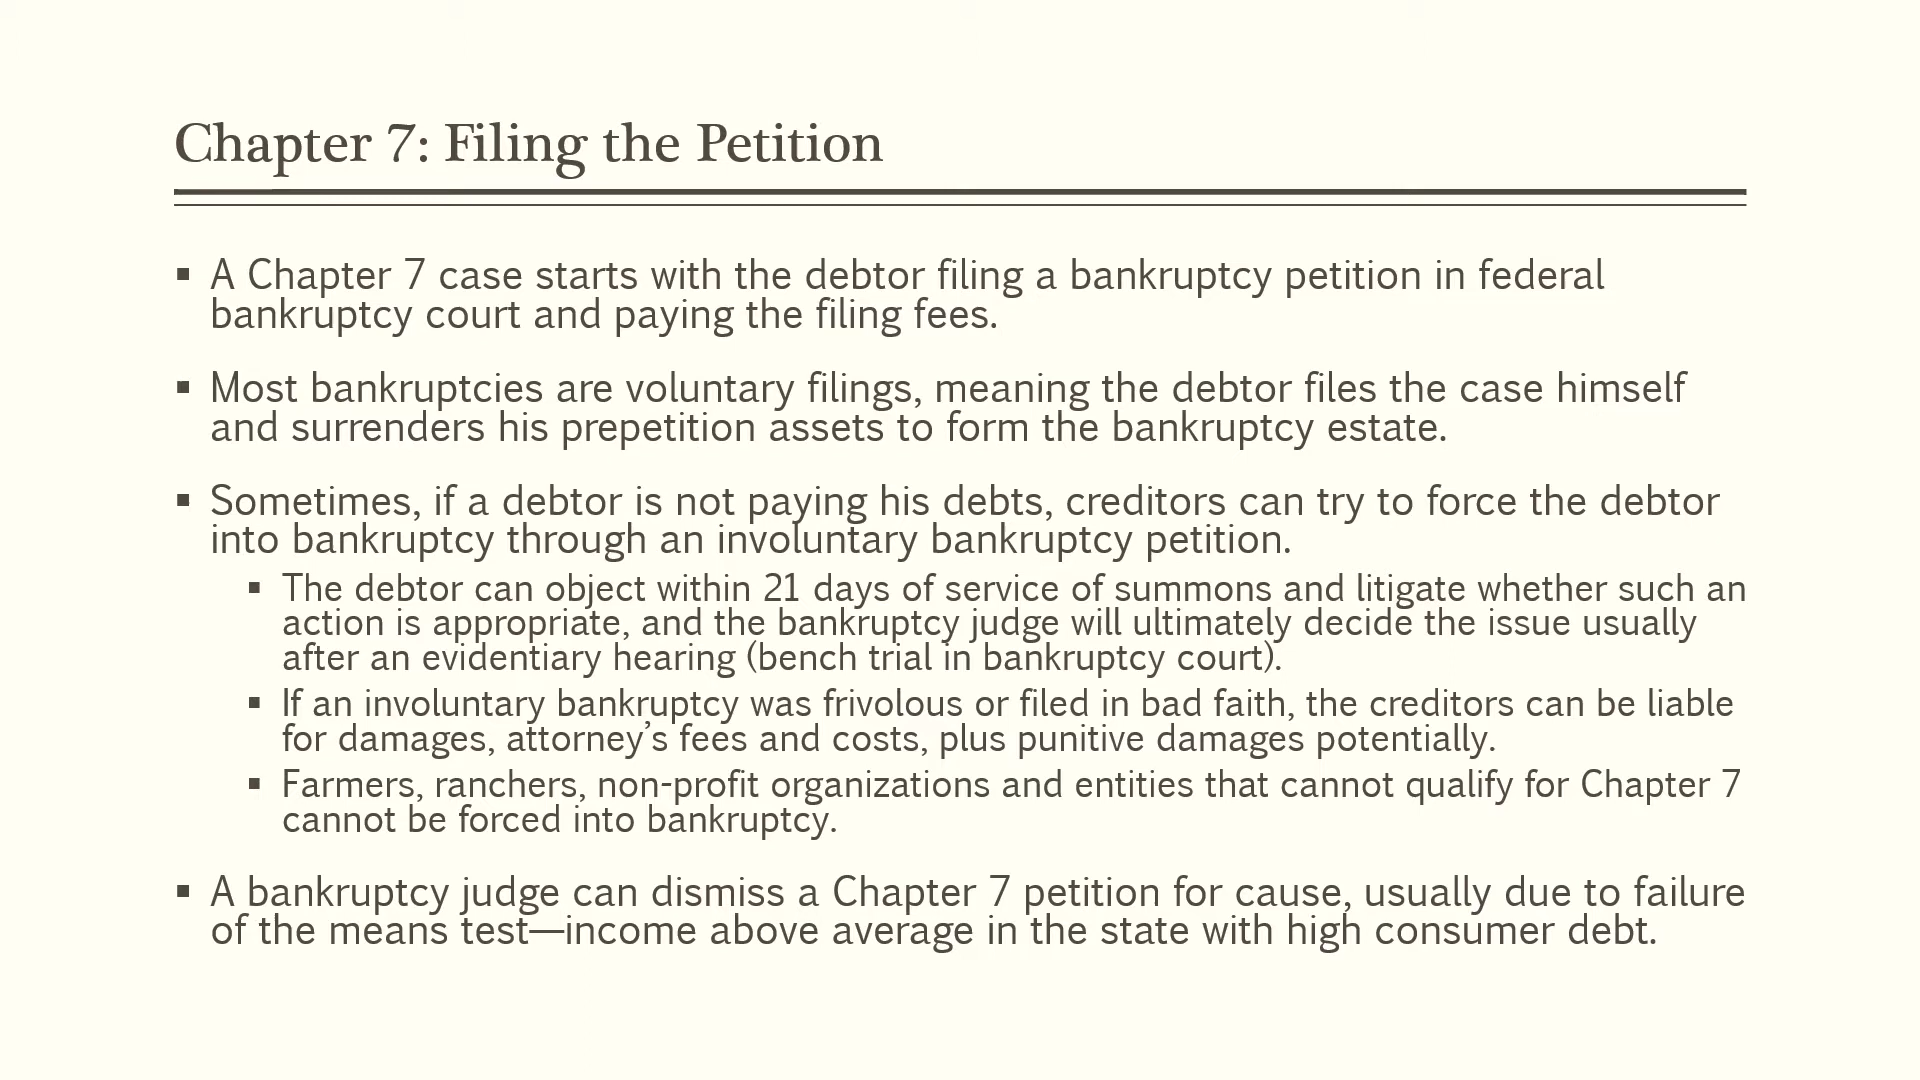 Chapter 7: Filing the Petition
▪ A Chapter 7 case starts with the debtor filing a bankruptcy petition in federal
bankruptcy court and paying the filing fees.
▪ Most bankruptcies are voluntary filings, meaning the debtor files the case himself
and surrenders his prepetition assets to form the bankruptcy estate.
▪ Sometimes, if a debtor is not paying his debts, creditors can try to force the debtor
into bankruptcy through an involuntary bankruptcy petition.
▪ The debtor can object within 21 days of service of summons and litigate whether such an
action is appropriate, and the bankruptcy judge will ultimately decide the issue usually
after an evidentiary hearing (bench trial in bankruptcy court).
▪ If an involuntary bankruptcy was frivolous or filed in bad faith, the creditors can be liable
for damages, attorney’s fees and costs, plus punitive damages potentially.
▪ Farmers, ranchers, non-profit organizations and entities that cannot qualify for Chapter 7
cannot be forced into bankruptcy.
▪ A bankruptcy judge can dismiss a Chapter 7 petition for cause, usually due to failure
of the means test—income above average in the state with high consumer debt.